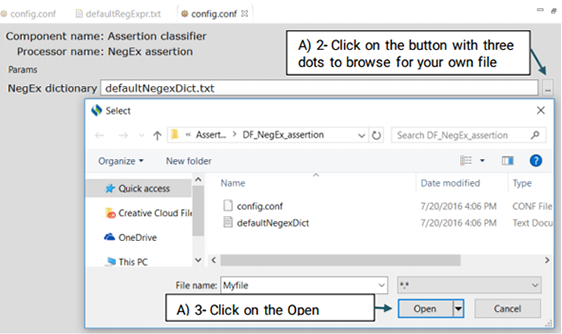 config.conf defaultRegExpr.txt config.conf
Component name: Assertion classifier
Processor name: NegEx assertion
Params
A) 2- Click on the button with three
dots to browse for your own file
NegEx dictionary defaultNegexDict.txt ...
Select
« Assert... › DF_NegEx_assertion Search DF_NegEx_assertion
Organize New folder
Quick access
Creative Cloud File
OneDrive
This PC
Name Date modified Type
config.conf 7/20/2016 4:06 PM CONF File
defaultNegexDict 7/20/2016 4:06 PM Text Docu
File name: Myfile *.*
A) 3- Click on the Open
Open Cancel